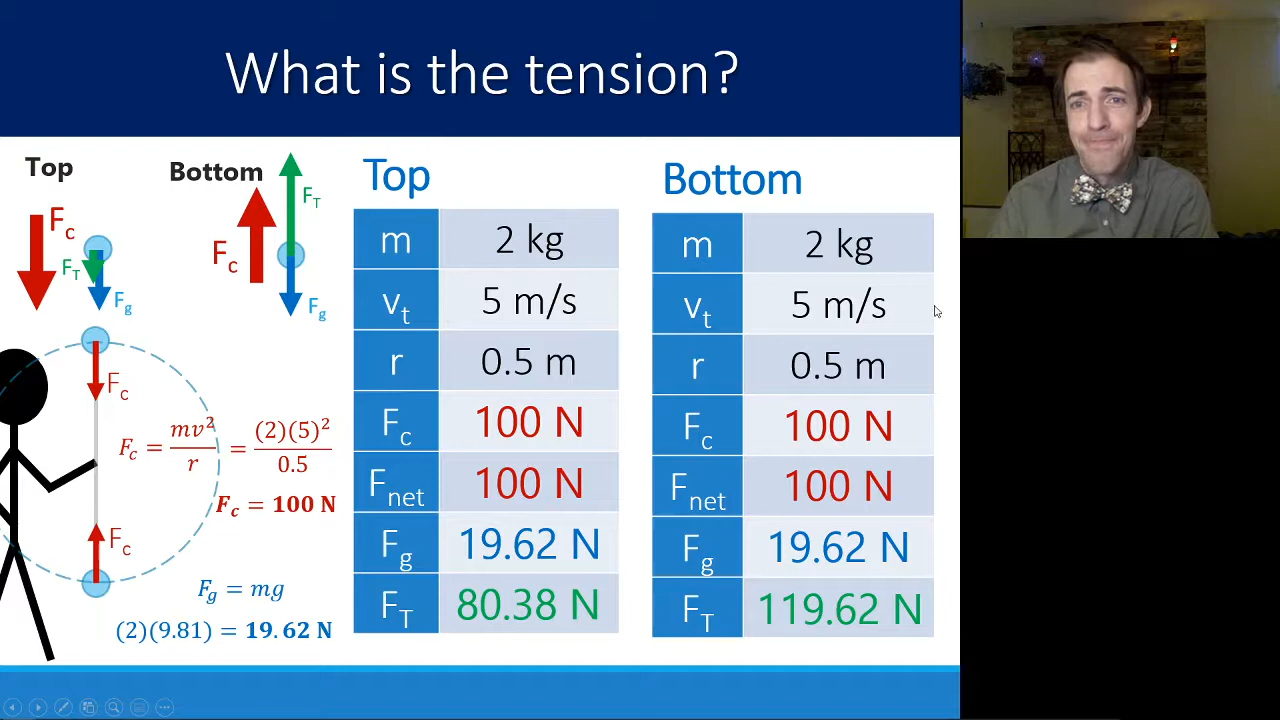 What is the tension?
Top
F_c
F_T
F_g
Bottom
F_T
F_c
F_g
F_c
F_c = mv²/r = (2)(5)²/0.5
F_c = 100 N
F_c
F_g = mg
(2)(9.81) = 19.62 N
Top
m 2 kg
v_t 5 m/s
r 0.5 m
F_c 100 N
F_net 100 N
F_g 19.62 N
F_T 80.38 N
Bottom
m 2 kg
v_t 5 m/s
r 0.5 m
F_c 100 N
F_net 100 N
F_g 19.62 N
F_T 119.62 N